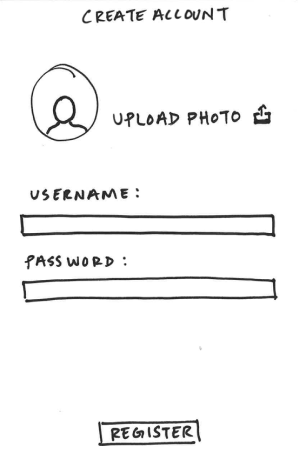 CREATE ACCOUNT
UPLOAD PHOTO
USERNAME:
PASSWORD:
REGISTER